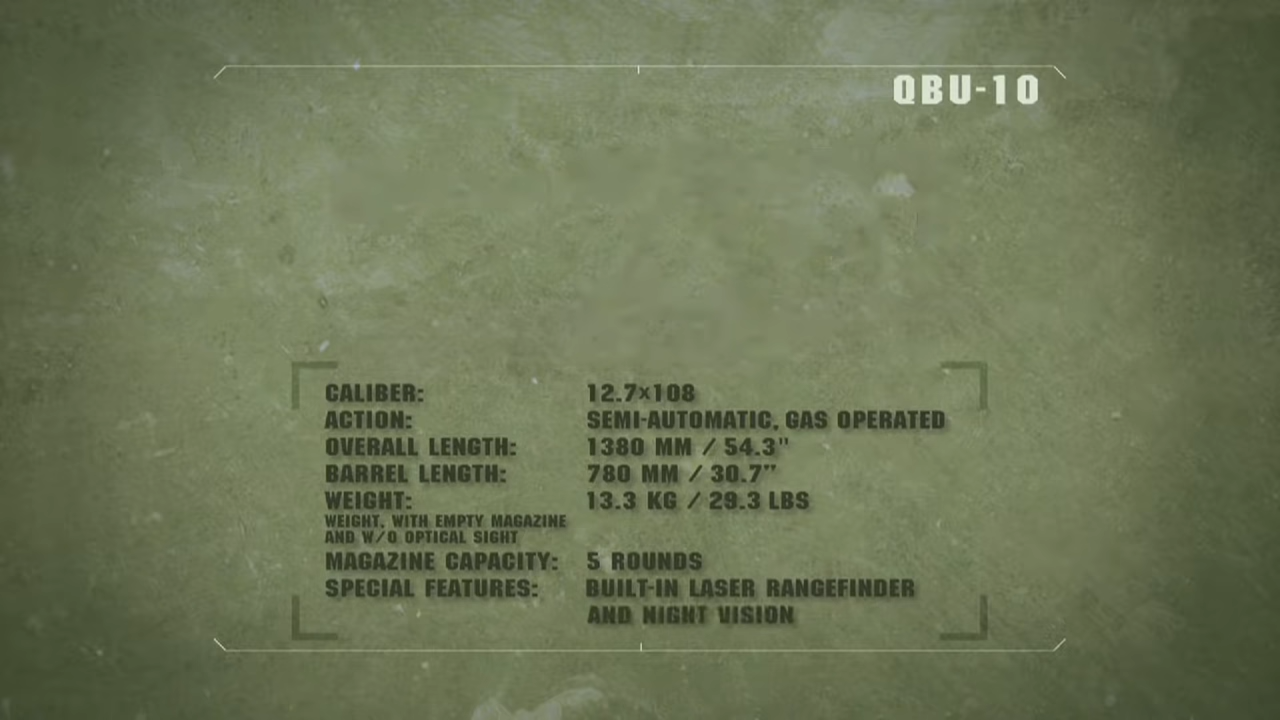 QBU-10
CALIBER: 12.7×108
ACTION: SEMI-AUTOMATIC, GAS OPERATED
OVERALL LENGTH: 1380 MM / 54.3"
BARREL LENGTH: 780 MM / 30.7”
WEIGHT: 13.3 KG / 29.3 LBS
WEIGHT, WITH EMPTY MAGAZINE
AND W/O OPTICAL SIGHT
MAGAZINE CAPACITY: 5 ROUNDS
SPECIAL FEATURES: BUILT-IN LASER RANGEFINDER
AND NIGHT VISION